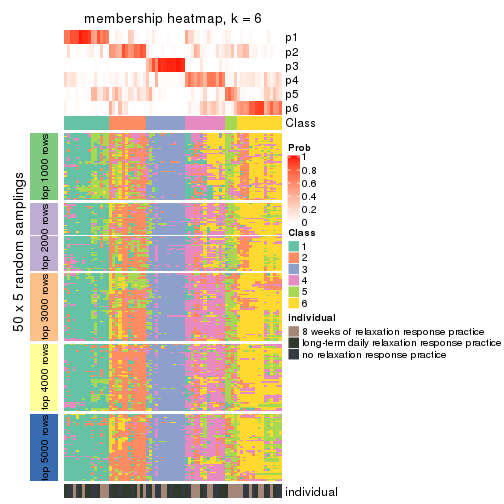 membership heatmap, k = 6
p1
p2
p3
p4
p5
p6
Class
50 x 5 random samplings
top 1000 rows
top 2000 rows
top 3000 rows
top 4000 rows
top 5000 rows
Prob
1
0.8
0.6
0.4
0.2
0
Class
1
2
3
4
5
6
individual
8 weeks of relaxation response practice
long-term daily relaxation response practice
no relaxation response practice
individual